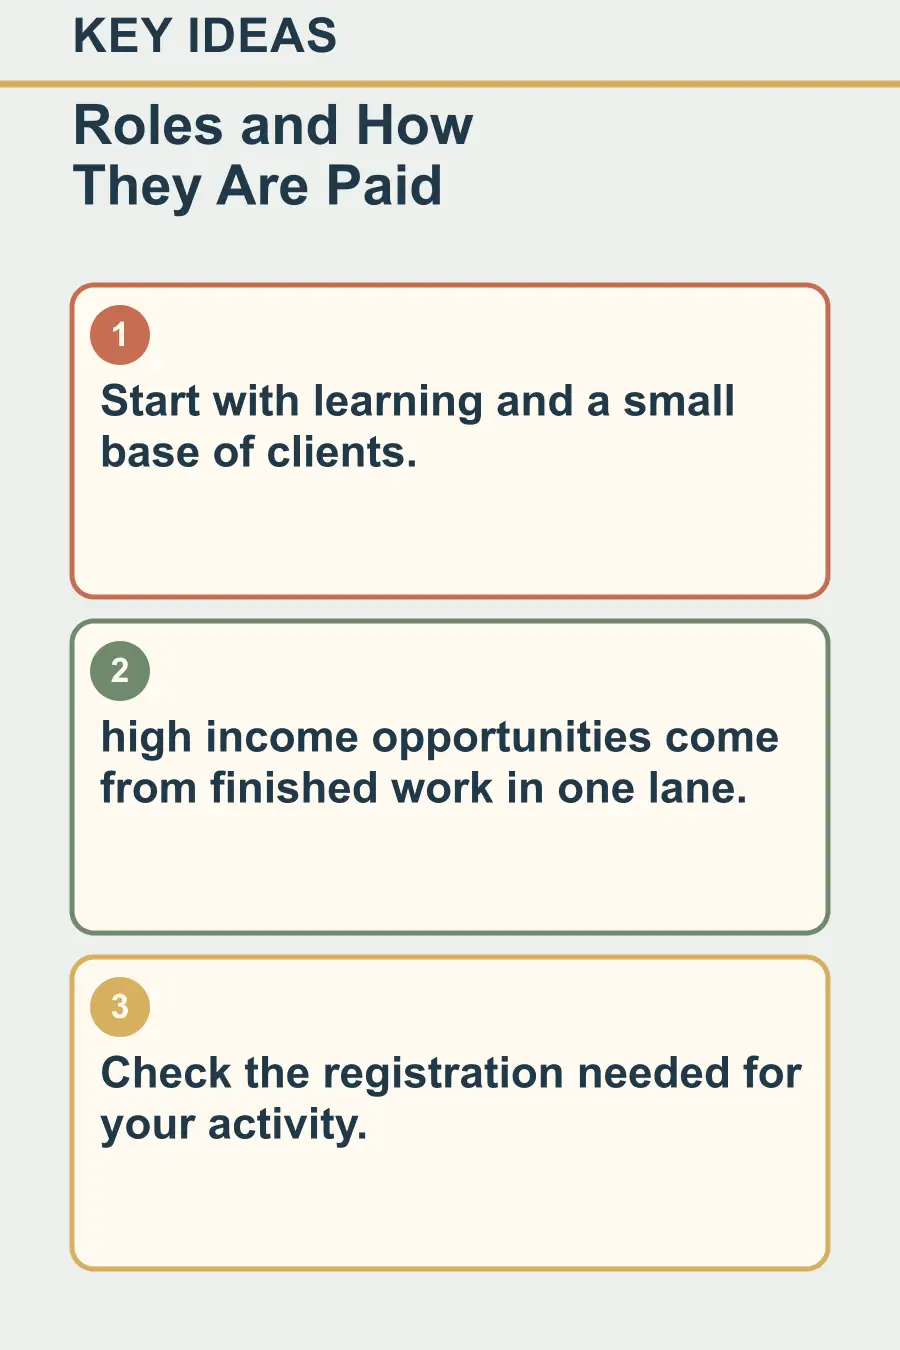 KEY IDEAS
Roles and How
They Are Paid
1
Start with learning and a small
base of clients.
2
high income opportunities come
from finished work in one lane.
3
Check the registration needed for
your activity.